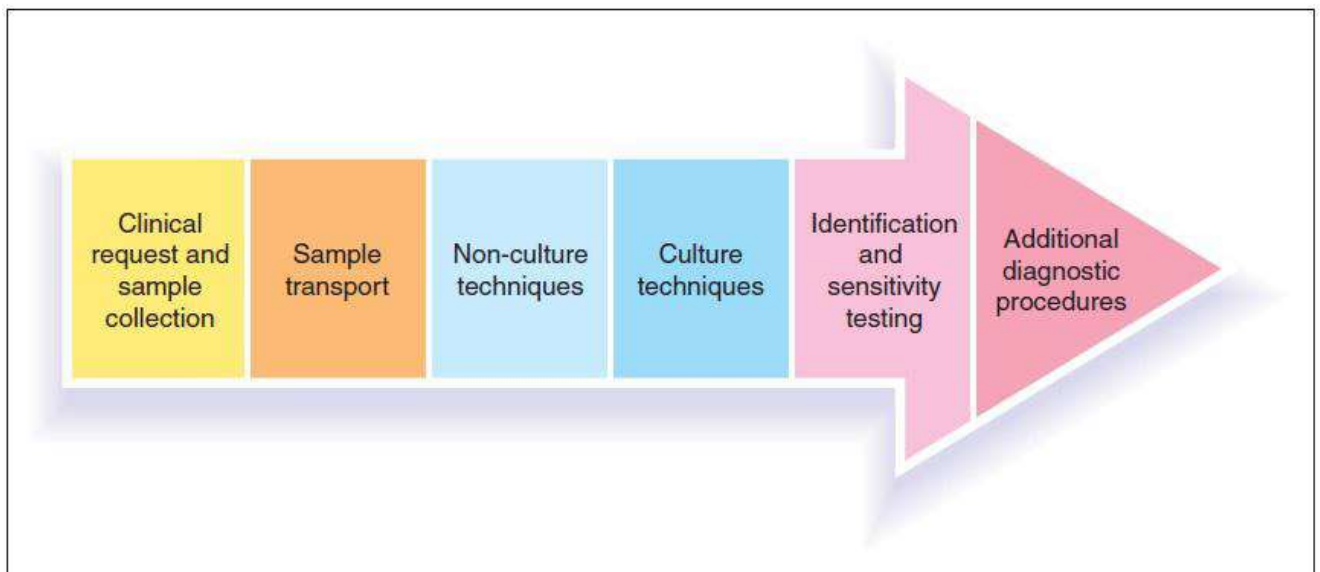 Clinical
request and
sample
collection
Sample
transport
Non-culture
techniques
Culture
techniques
Identification
and
sensitivity
testing
Additional
diagnostic
procedures